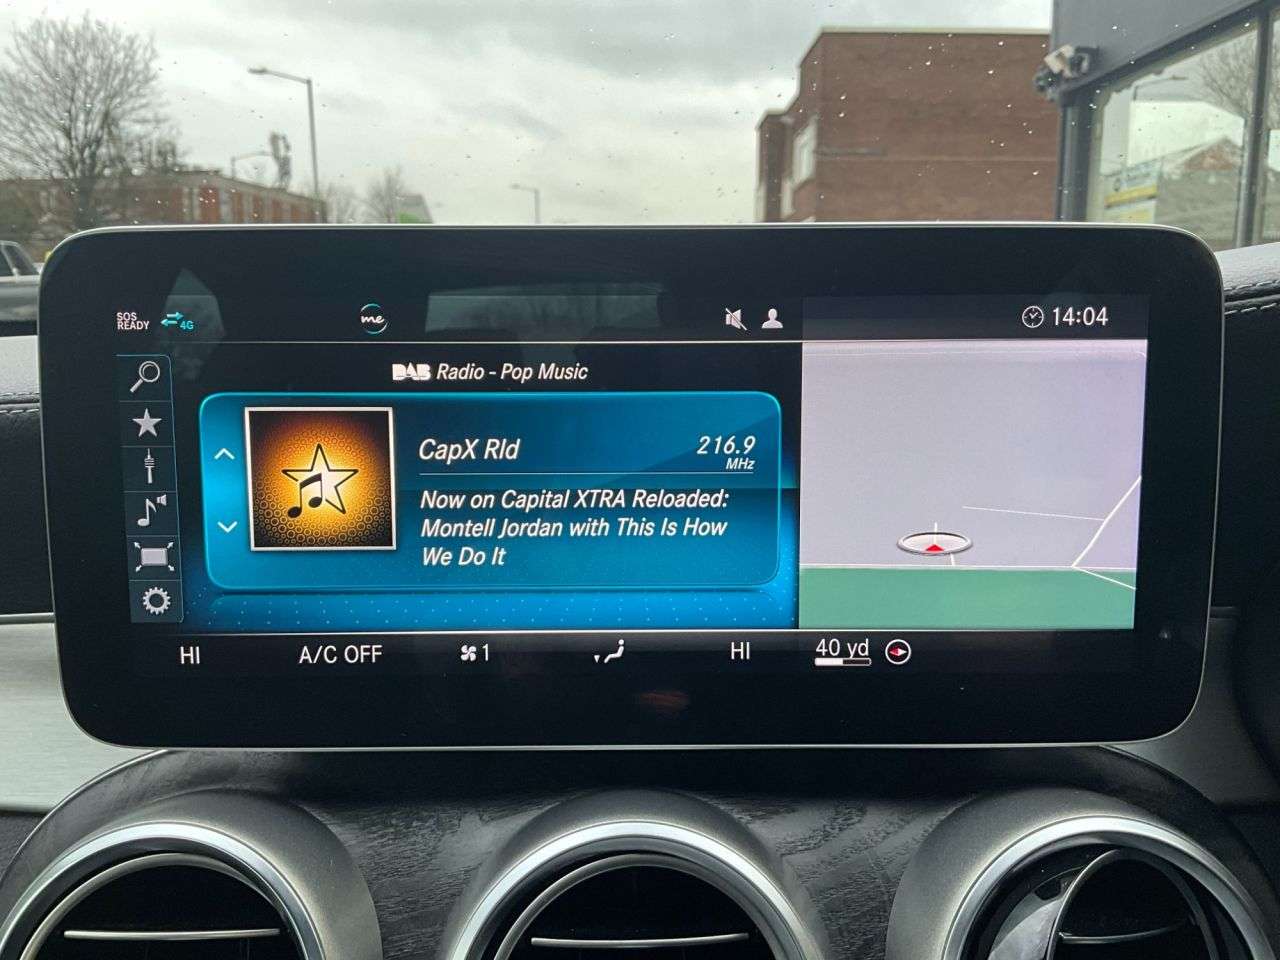 SOS
READY
4G
me
14:04
DAB Radio - Pop Music
CapX Rld
216.9
MHz
Now on Capital XTRA Reloaded:
Montell Jordan with This Is How
We Do It
HI
A/C OFF
1
HI
40 yd